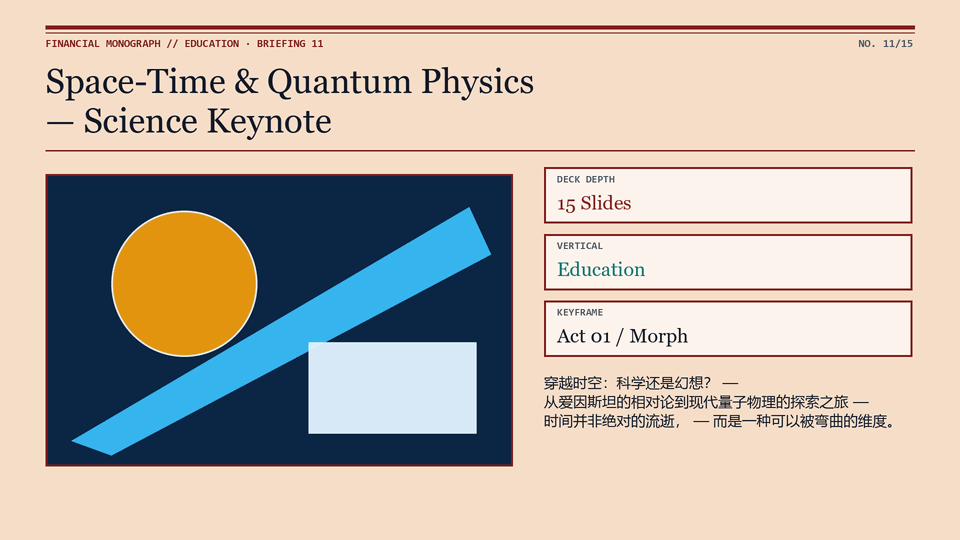 FINANCIAL MONOGRAPH // EDUCATION · BRIEFING 11
NO. 11/15
Space-Time & Quantum Physics
— Science Keynote
DECK DEPTH
15 Slides
VERTICAL
Education
KEYFRAME
Act 01 / Morph
穿越时空：科学还是幻想？ —
从爱因斯坦的相对论到现代量子物理的探索之旅 —
时间并非绝对的流逝， — 而是一种可以被弯曲的维度。